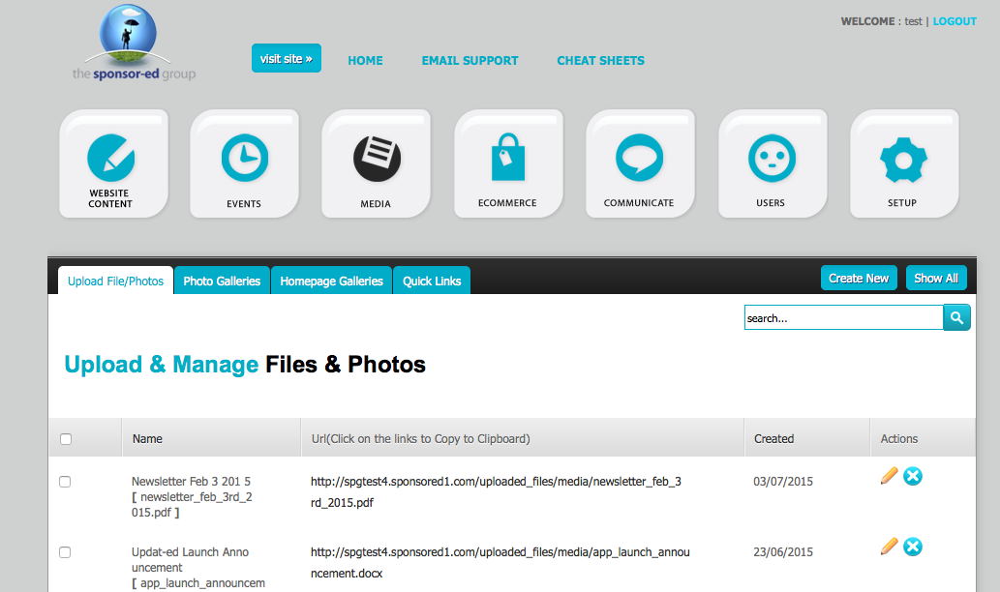 WELCOME : test | LOGOUT
the sponsor-ed group
visit site »
HOME
EMAIL SUPPORT
CHEAT SHEETS
WEBSITE
CONTENT
EVENTS
MEDIA
ECOMMERCE
COMMUNICATE
USERS
SETUP
Upload File/Photos
Photo Galleries
Homepage Galleries
Quick Links
Create New
Show All
search...
Upload & Manage Files & Photos
Name
Url(Click on the links to Copy to Clipboard)
Created
Actions
Newsletter Feb 3 201 5
[ newsletter_feb_3rd_2
015.pdf ]
http://spgtest4.sponsored1.com/uploaded_files/media/newsletter_feb_3
rd_2015.pdf
03/07/2015
Updat-ed Launch Anno
uncement
[ app_launch_announcem
http://spgtest4.sponsored1.com/uploaded_files/media/app_launch_annou
ncement.docx
23/06/2015